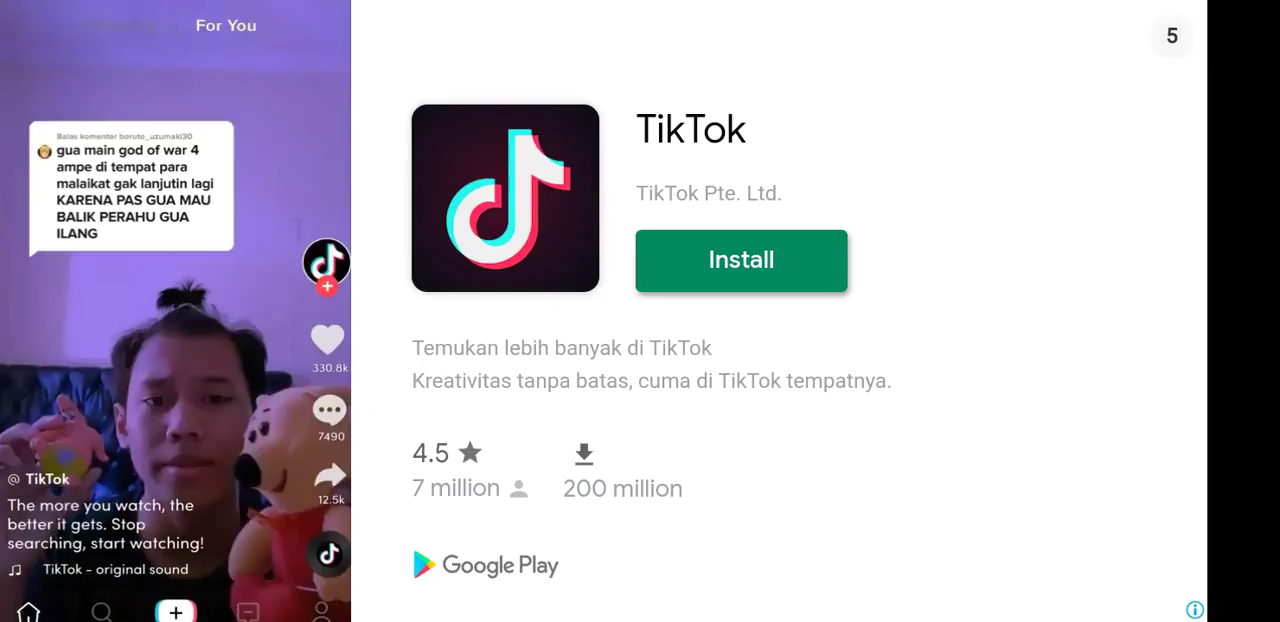 For You
Balas komentar boruto_uzumaki30
gua main god of war 4
ampe di tempat para
malaikat gak lanjutin lagi
KARENA PAS GUA MAU
BALIK PERAHU GUA
ILANG
330.8k
7490
12.5k
@ TikTok
The more you watch, the
better it gets. Stop
searching, start watching!
TikTok - original sound
5
TikTok
TikTok Pte. Ltd.
Install
Temukan lebih banyak di TikTok
Kreativitas tanpa batas, cuma di TikTok tempatnya.
4.5
7 million
200 million
Google Play